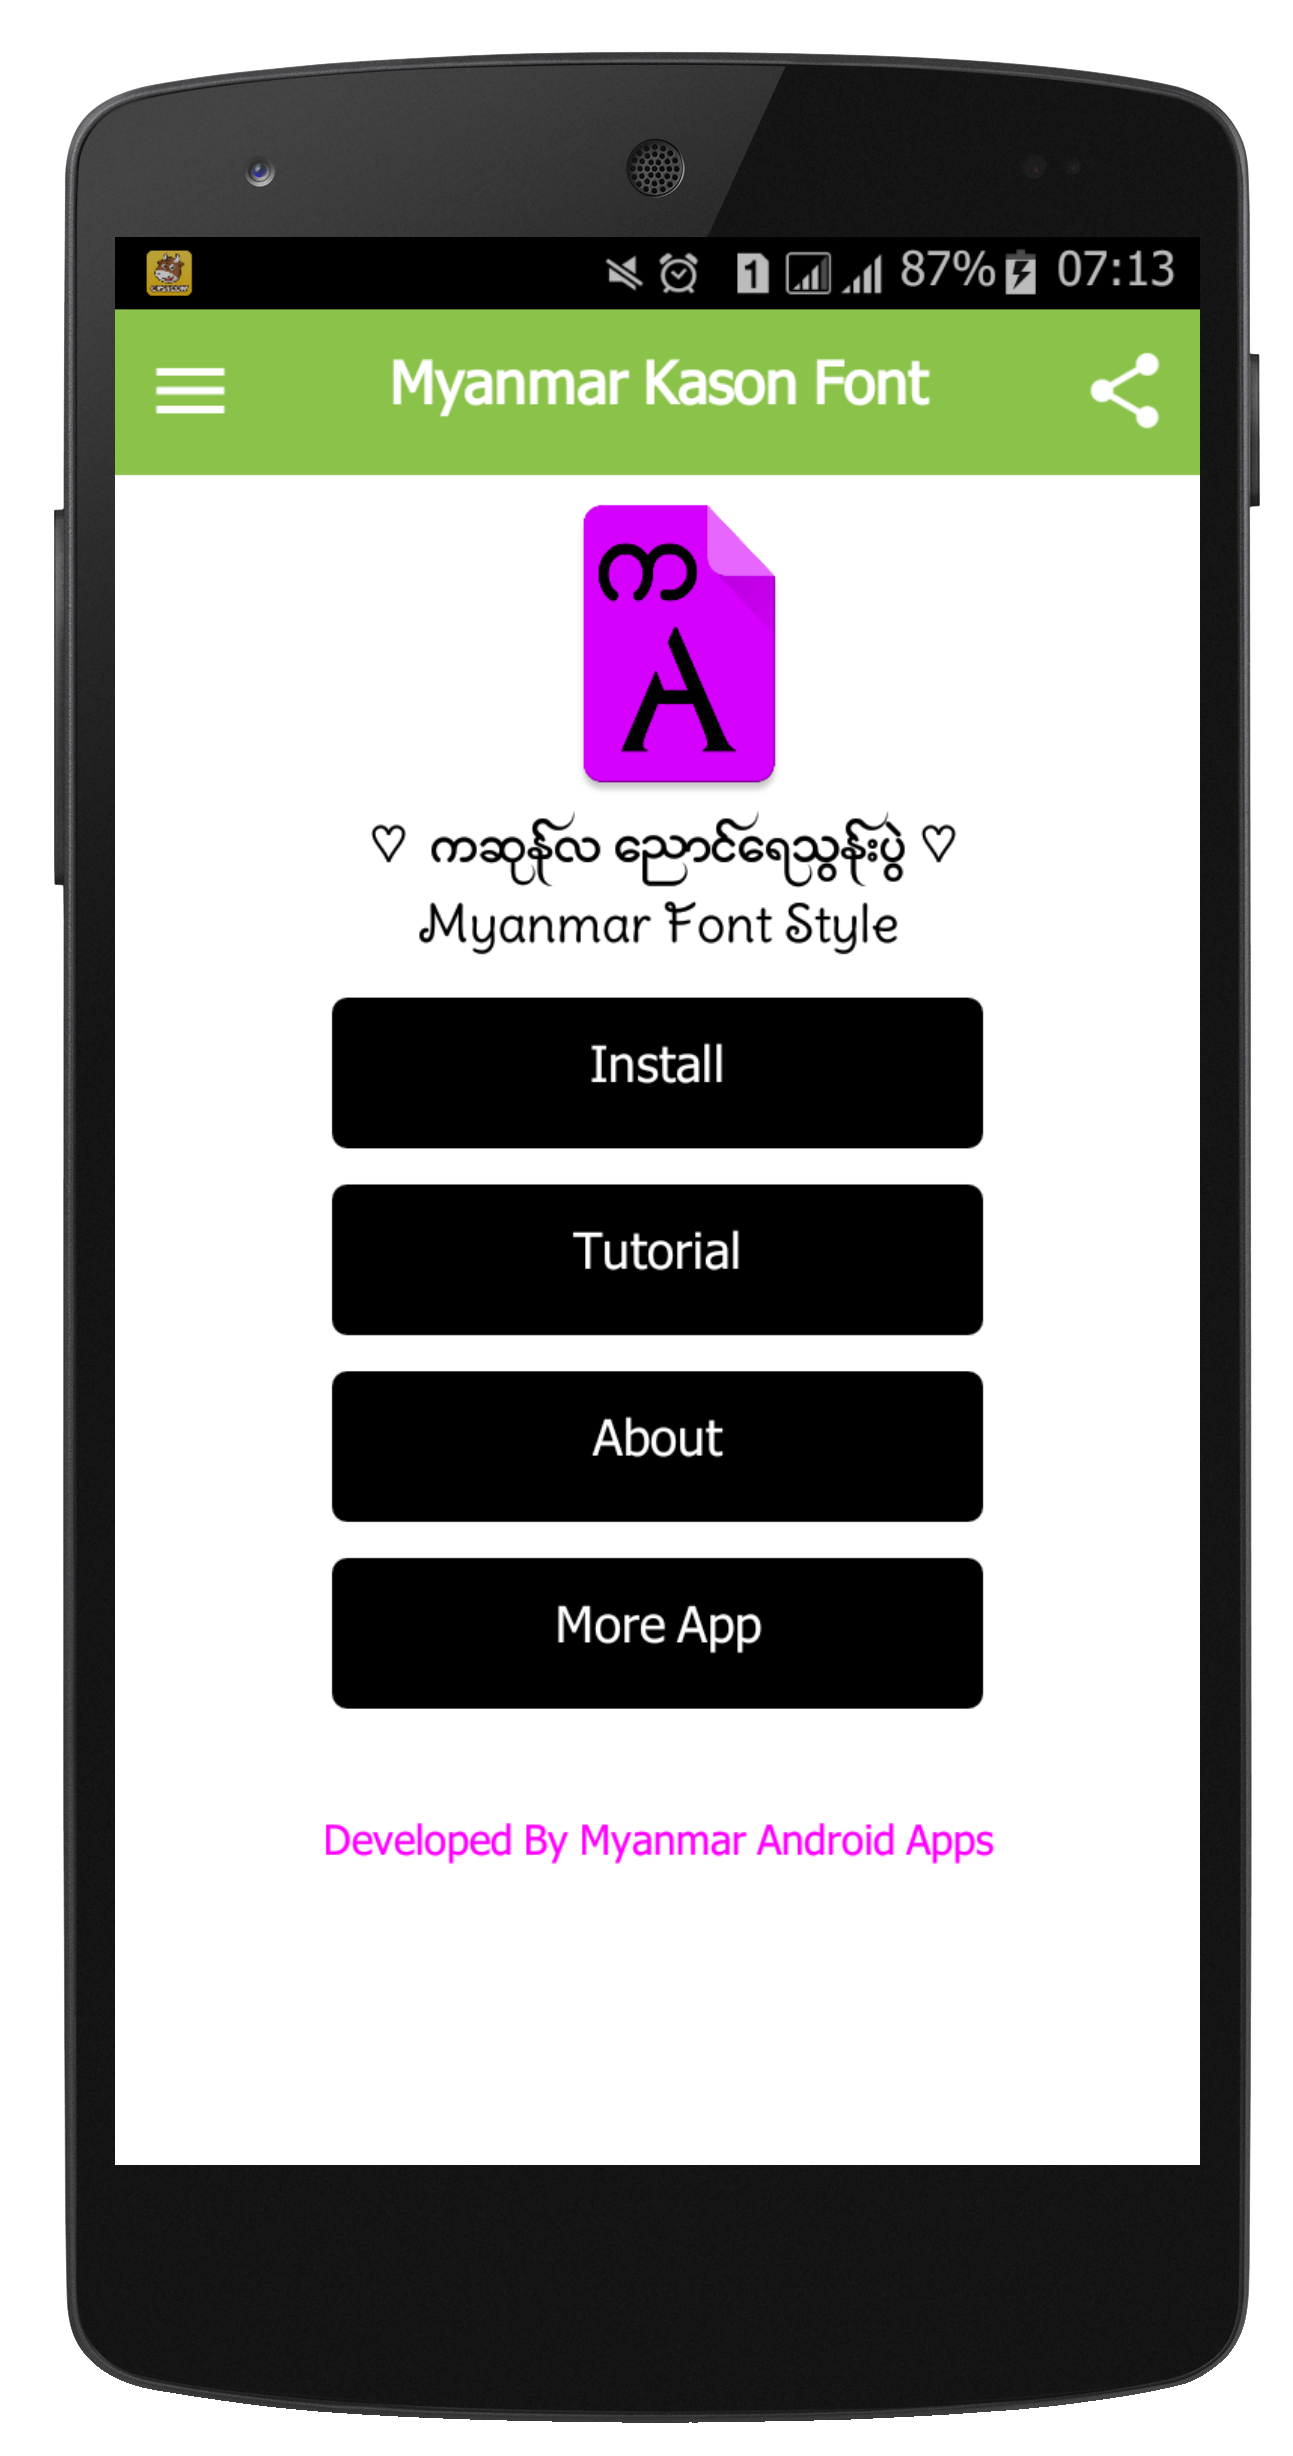 1 87% 07:13
Myanmar Kason Font
က
A
♡ ကဆုန်လ ညောင်ရေသွန်းပွဲ ♡
Myanmar Font Style
Install
Tutorial
About
More App
Developed By Myanmar Android Apps